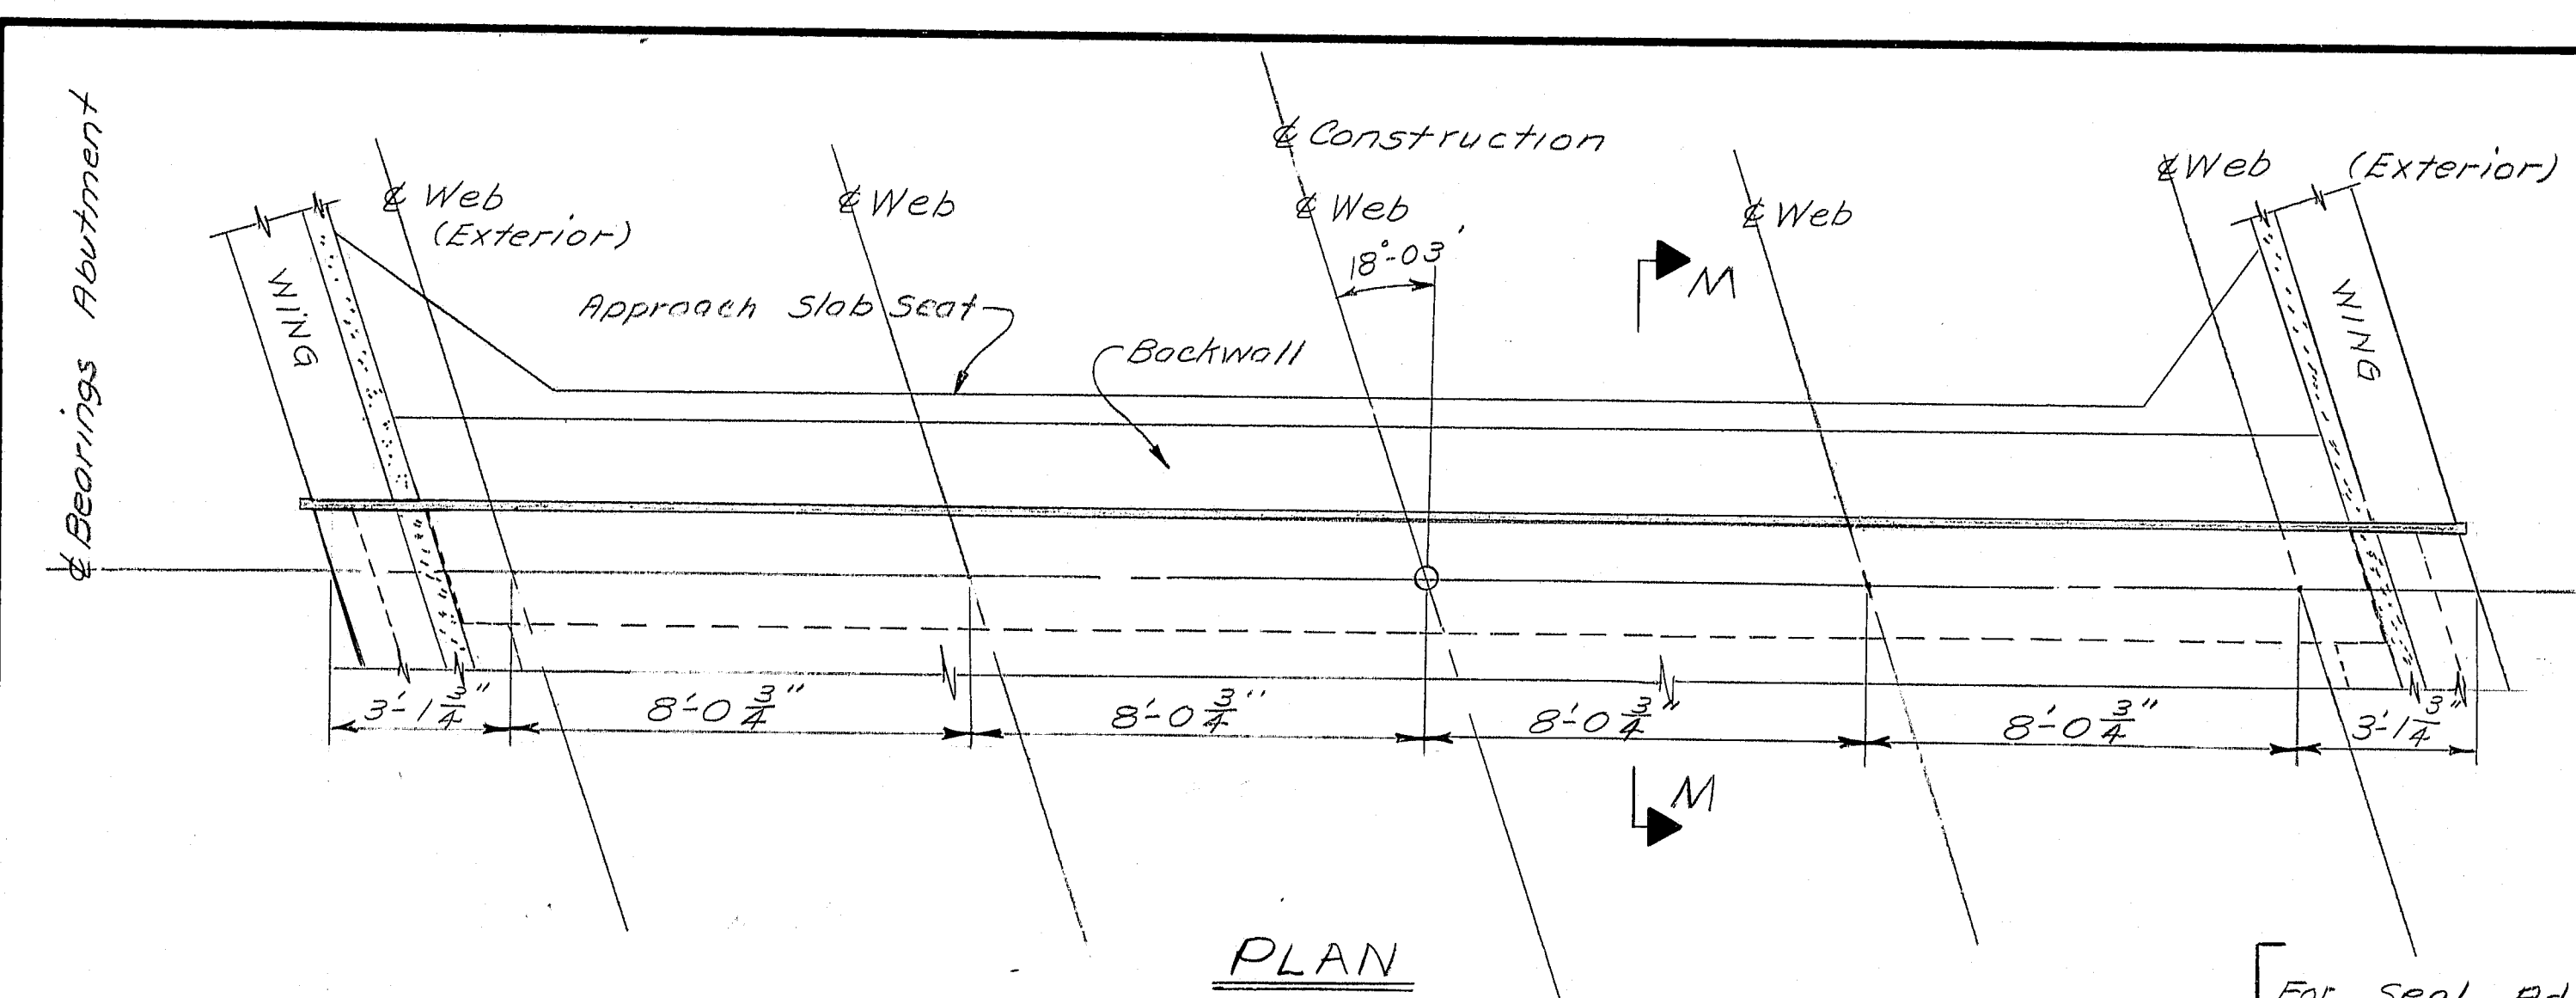 ℄ Bearings Abutment
℄ Construction
℄ Web
(Exterior)
℄ Web
℄ Web
℄ Web
℄ Web (Exterior)
18°-03'
M
WING
Approach Slab Seat
Backwall
WING
3'-1 3/4"
8'-0 3/4"
8'-0 3/4"
8'-0 3/4"
8'-0 3/4"
3'-1 3/4"
M
PLAN
For Seal